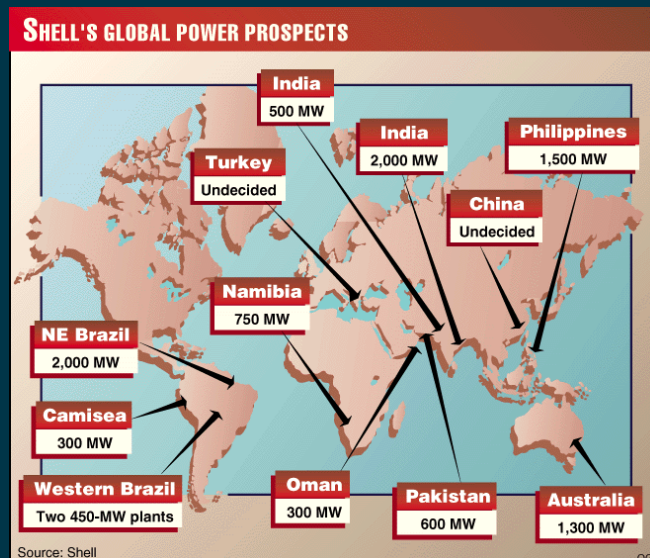 SHELL'S GLOBAL POWER PROSPECTS
India
500 MW
India
2,000 MW
Philippines
1,500 MW
Turkey
Undecided
China
Undecided
Namibia
750 MW
NE Brazil
2,000 MW
Camisea
300 MW
Western Brazil
Two 450-MW plants
Oman
300 MW
Pakistan
600 MW
Australia
1,300 MW
Source: Shell